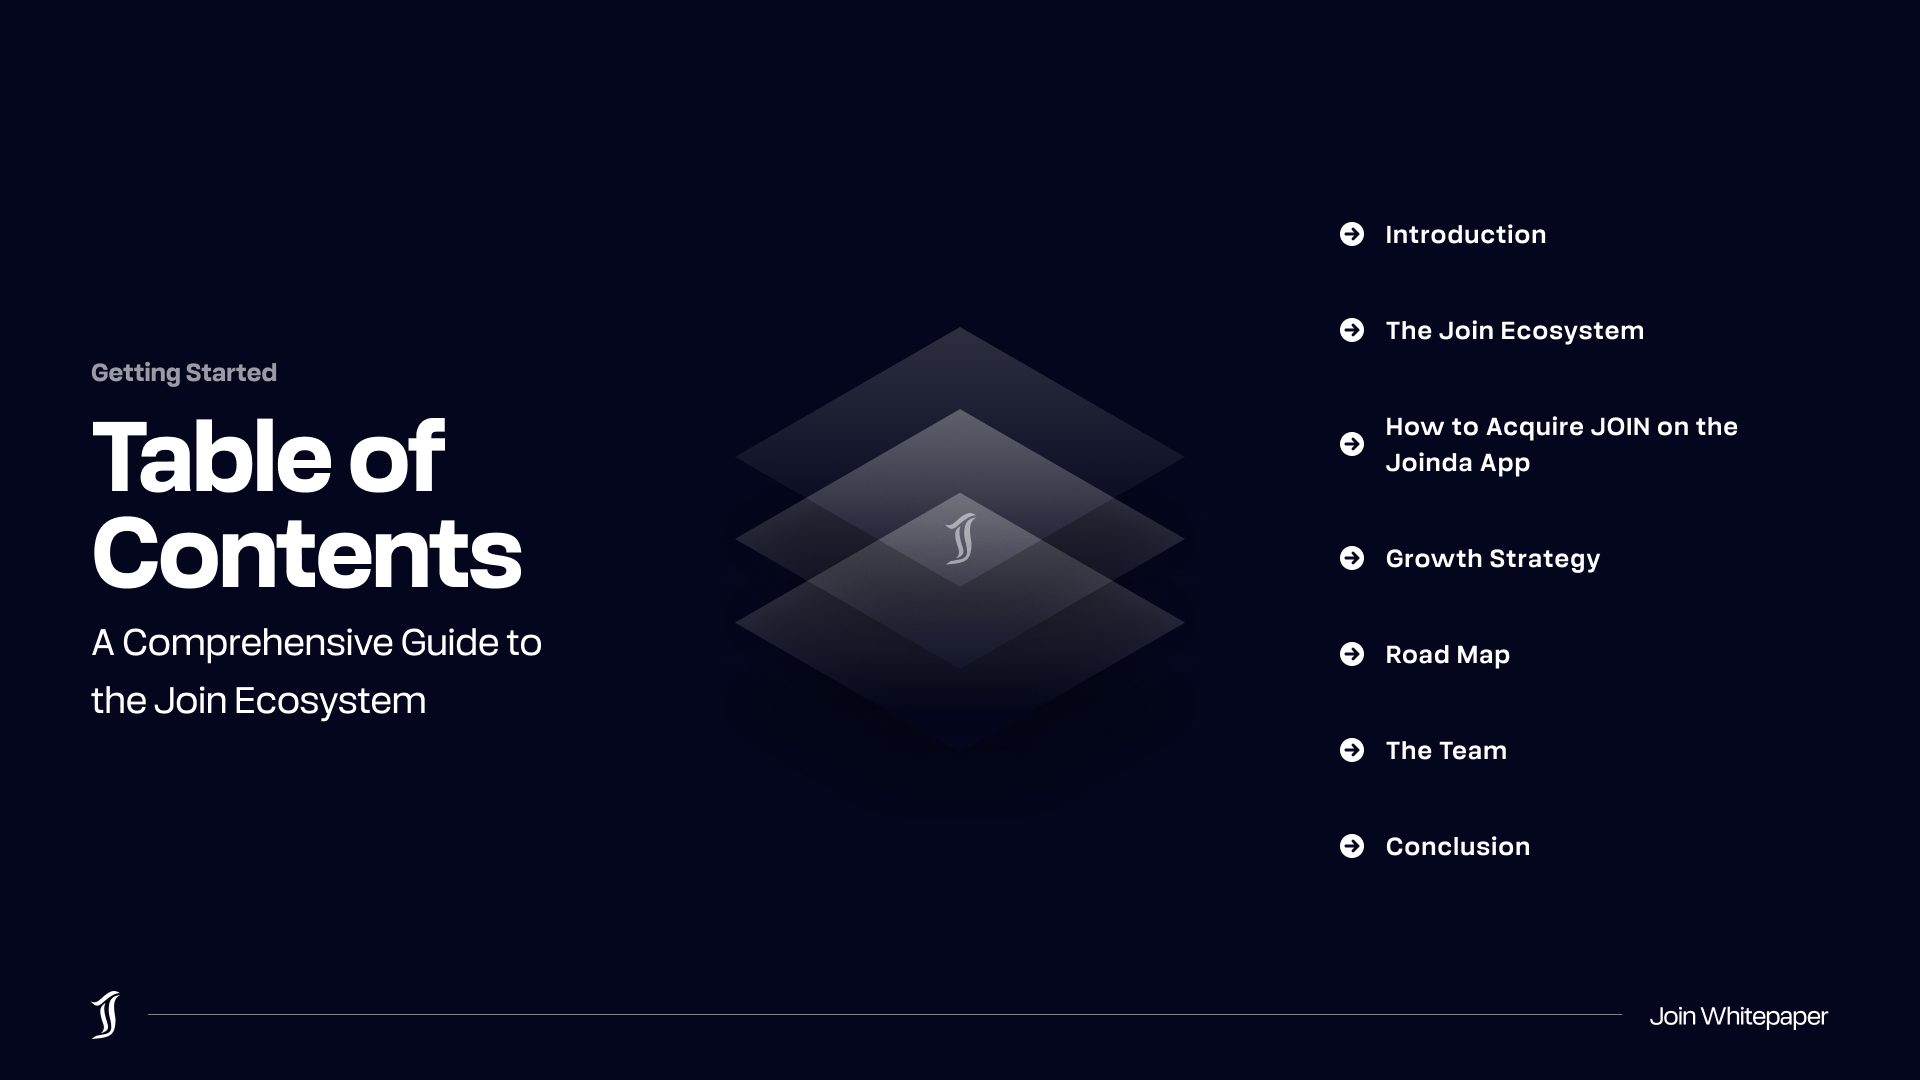 Getting Started
Table of
Contents
A Comprehensive Guide to
the Join Ecosystem
Introduction
The Join Ecosystem
How to Acquire JOIN on the
Joinda App
Growth Strategy
Road Map
The Team
Conclusion
Join Whitepaper